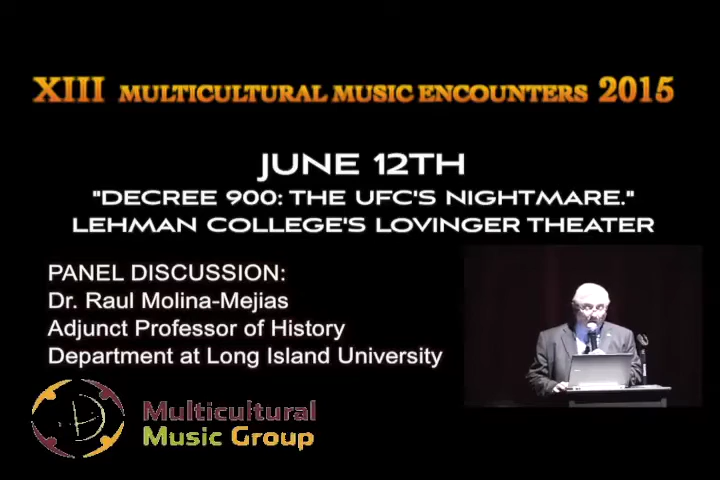 XIII MULTICULTURAL MUSIC ENCOUNTERS 2015
JUNE 12TH
"DECREE 900: THE UFC'S NIGHTMARE."
LEHMAN COLLEGE'S LOVINGER THEATER
PANEL DISCUSSION:
Dr. Raul Molina-Mejias
Adjunct Professor of History
Department at Long Island University
Multicultural
Music Group